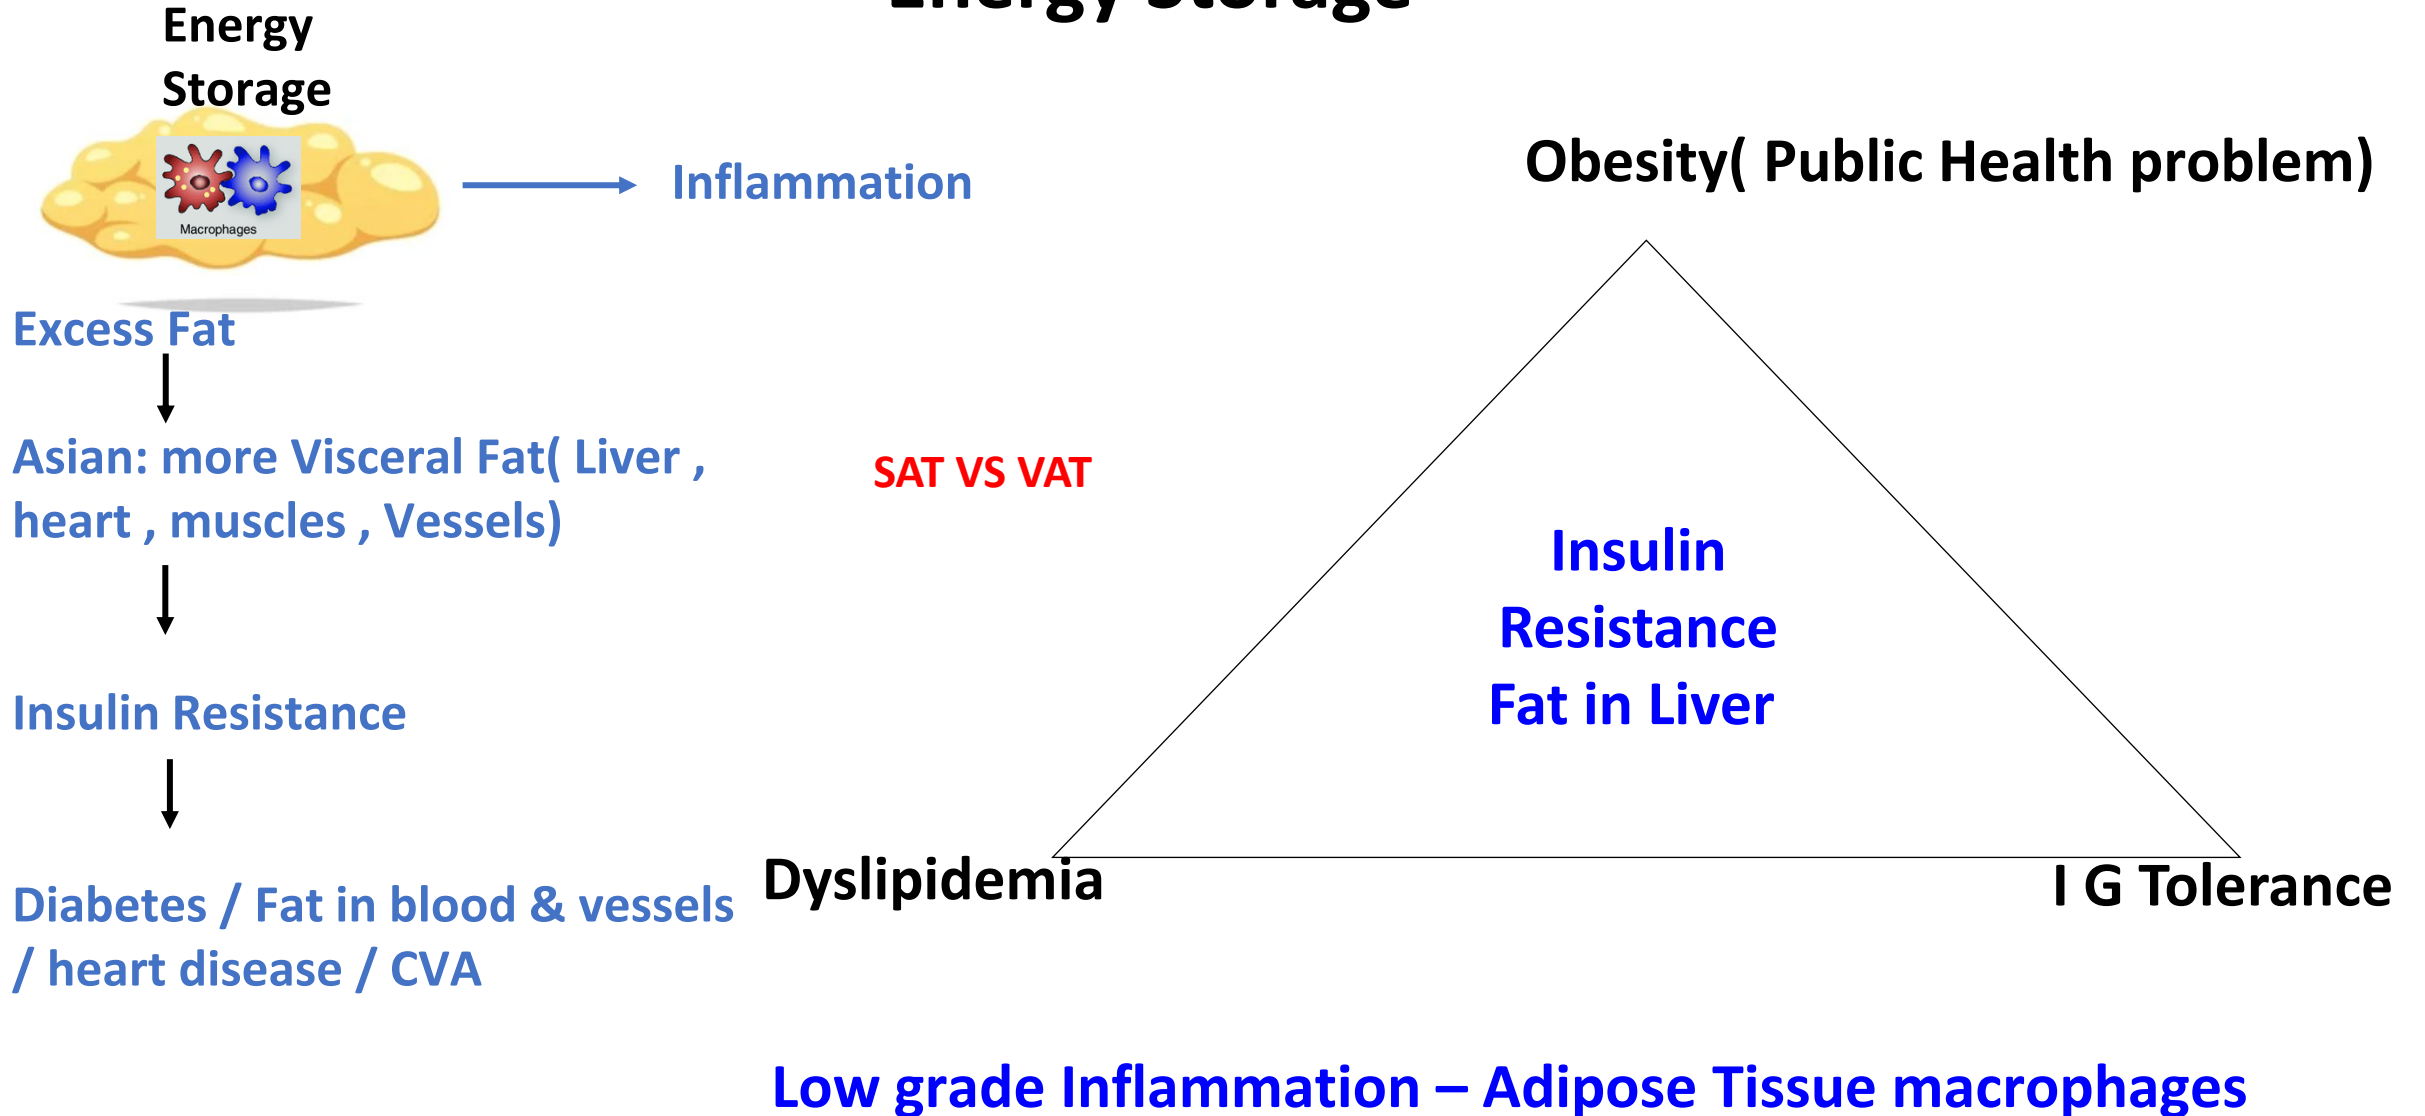 Energy Storage
Energy
Storage
Macrophages
Inflammation
Obesity( Public Health problem)
Excess Fat
Asian: more Visceral Fat( Liver ,
heart , muscles , Vessels)
SAT VS VAT
Insulin
Resistance
Fat in Liver
Insulin Resistance
Diabetes / Fat in blood & vessels
/ heart disease / CVA
Dyslipidemia
I G Tolerance
Low grade Inflammation – Adipose Tissue macrophages